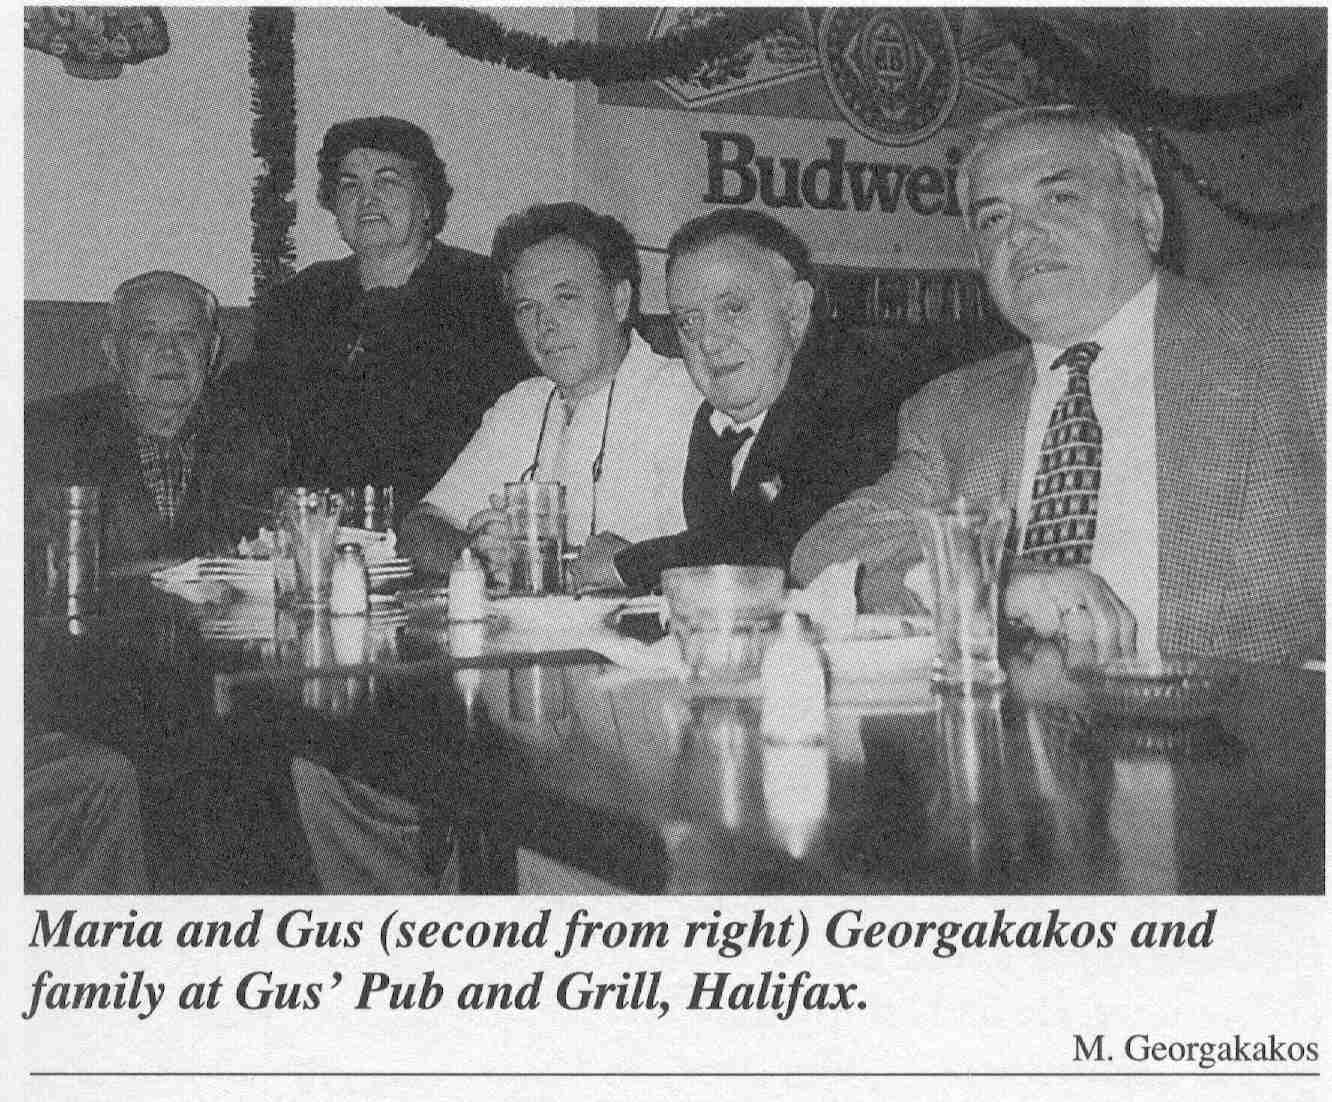 Budwei
Maria and Gus (second from right) Georgakakos and
family at Gus' Pub and Grill, Halifax.
M. Georgakakos